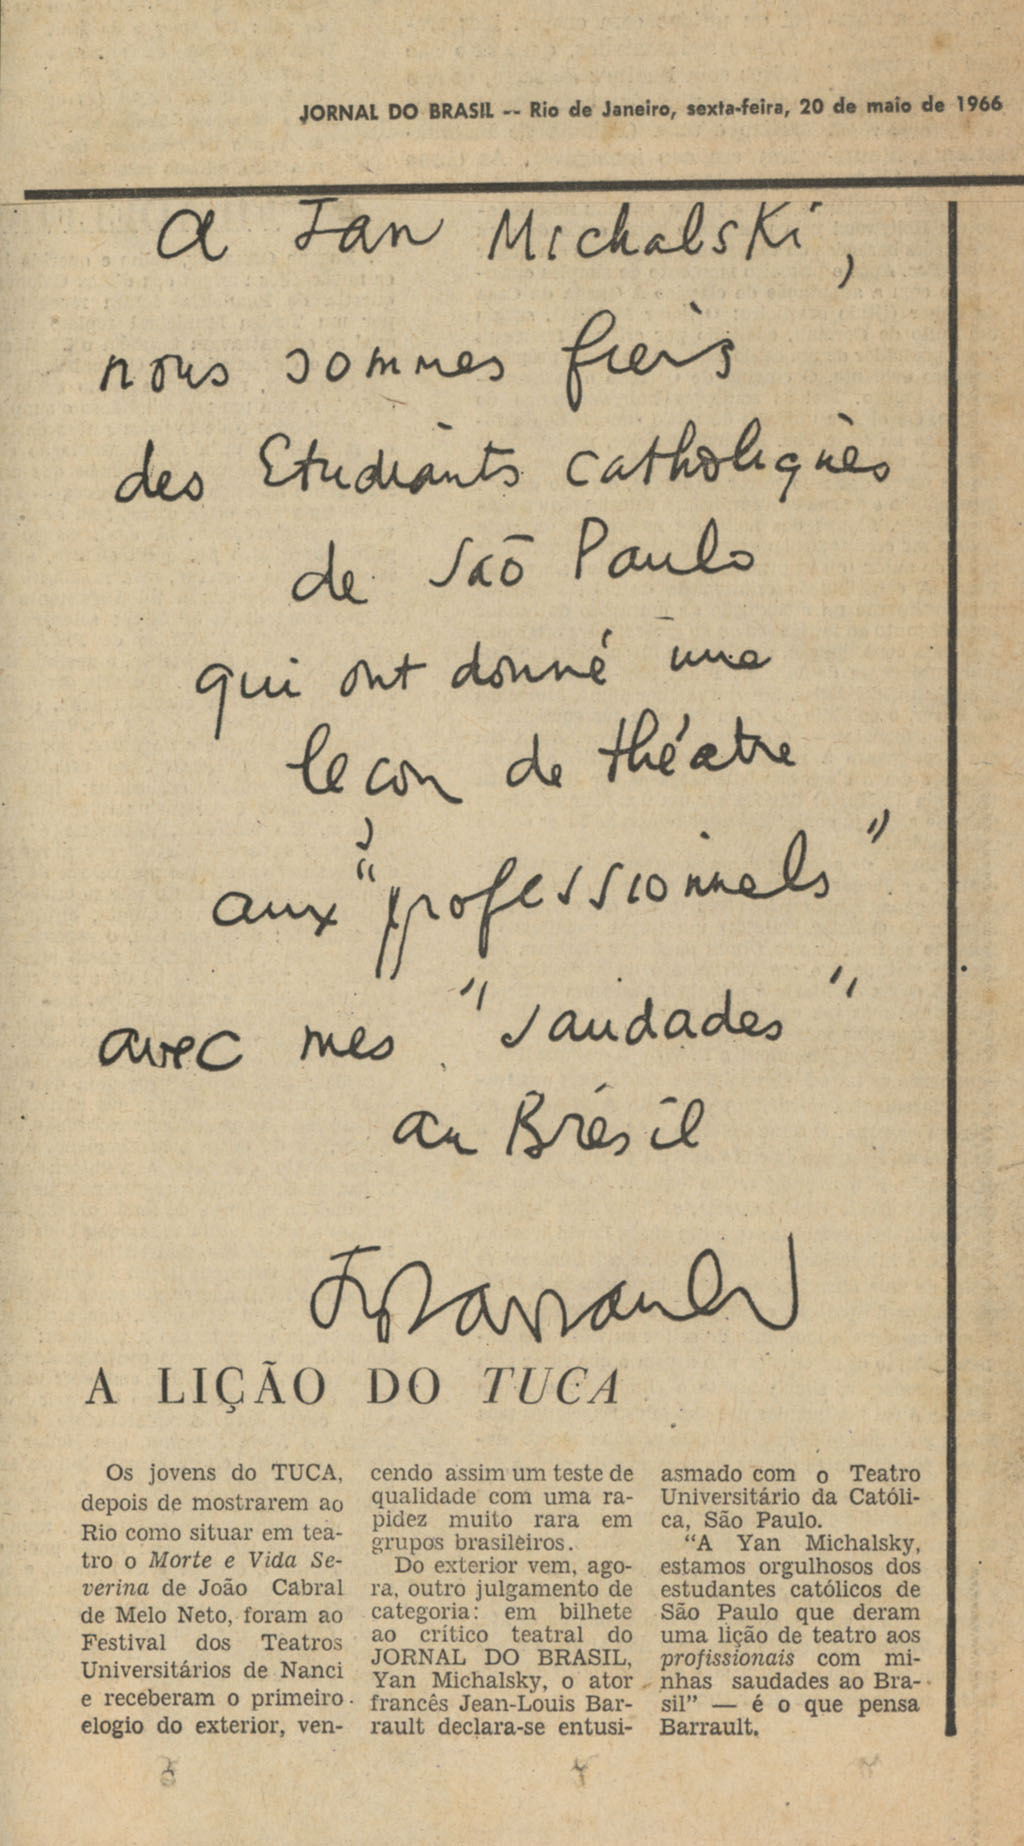 JORNAL DO BRASIL -- Rio de Janeiro, sexta-feira, 20 de maio de 1966
a Jan Michalski,
nous sommes fiers
des Etudiants catholiques
de São Paulo
qui ont donné une
leçon de théatre
aux "professionnels"
avec mes "saudades"
au Brésil
JLBarrault
A LIÇÃO DO TUCA
Os jovens do TUCA,
depois de mostrarem ao
Rio como situar em tea-
tro o Morte e Vida Se-
verina de João Cabral
de Melo Neto, foram ao
Festival dos Teatros
Universitários de Nanci
e receberam o primeiro
elogio do exterior, ven-
cendo assim um teste de
qualidade com uma ra-
pidez muito rara em
grupos brasileiros.
Do exterior vem, ago-
ra, outro julgamento de
categoria: em bilhete
ao crítico teatral do
JORNAL DO BRASIL,
Yan Michalsky, o ator
francês Jean-Louis Bar-
rault declara-se entusi-
asmado com o Teatro
Universitário da Católi-
ca, São Paulo.
"A Yan Michalsky,
estamos orgulhosos dos
estudantes católicos de
São Paulo que deram
uma lição de teatro aos
profissionais com mi-
nhas saudades ao Bra-
sil" — é o que pensa
Barrault.